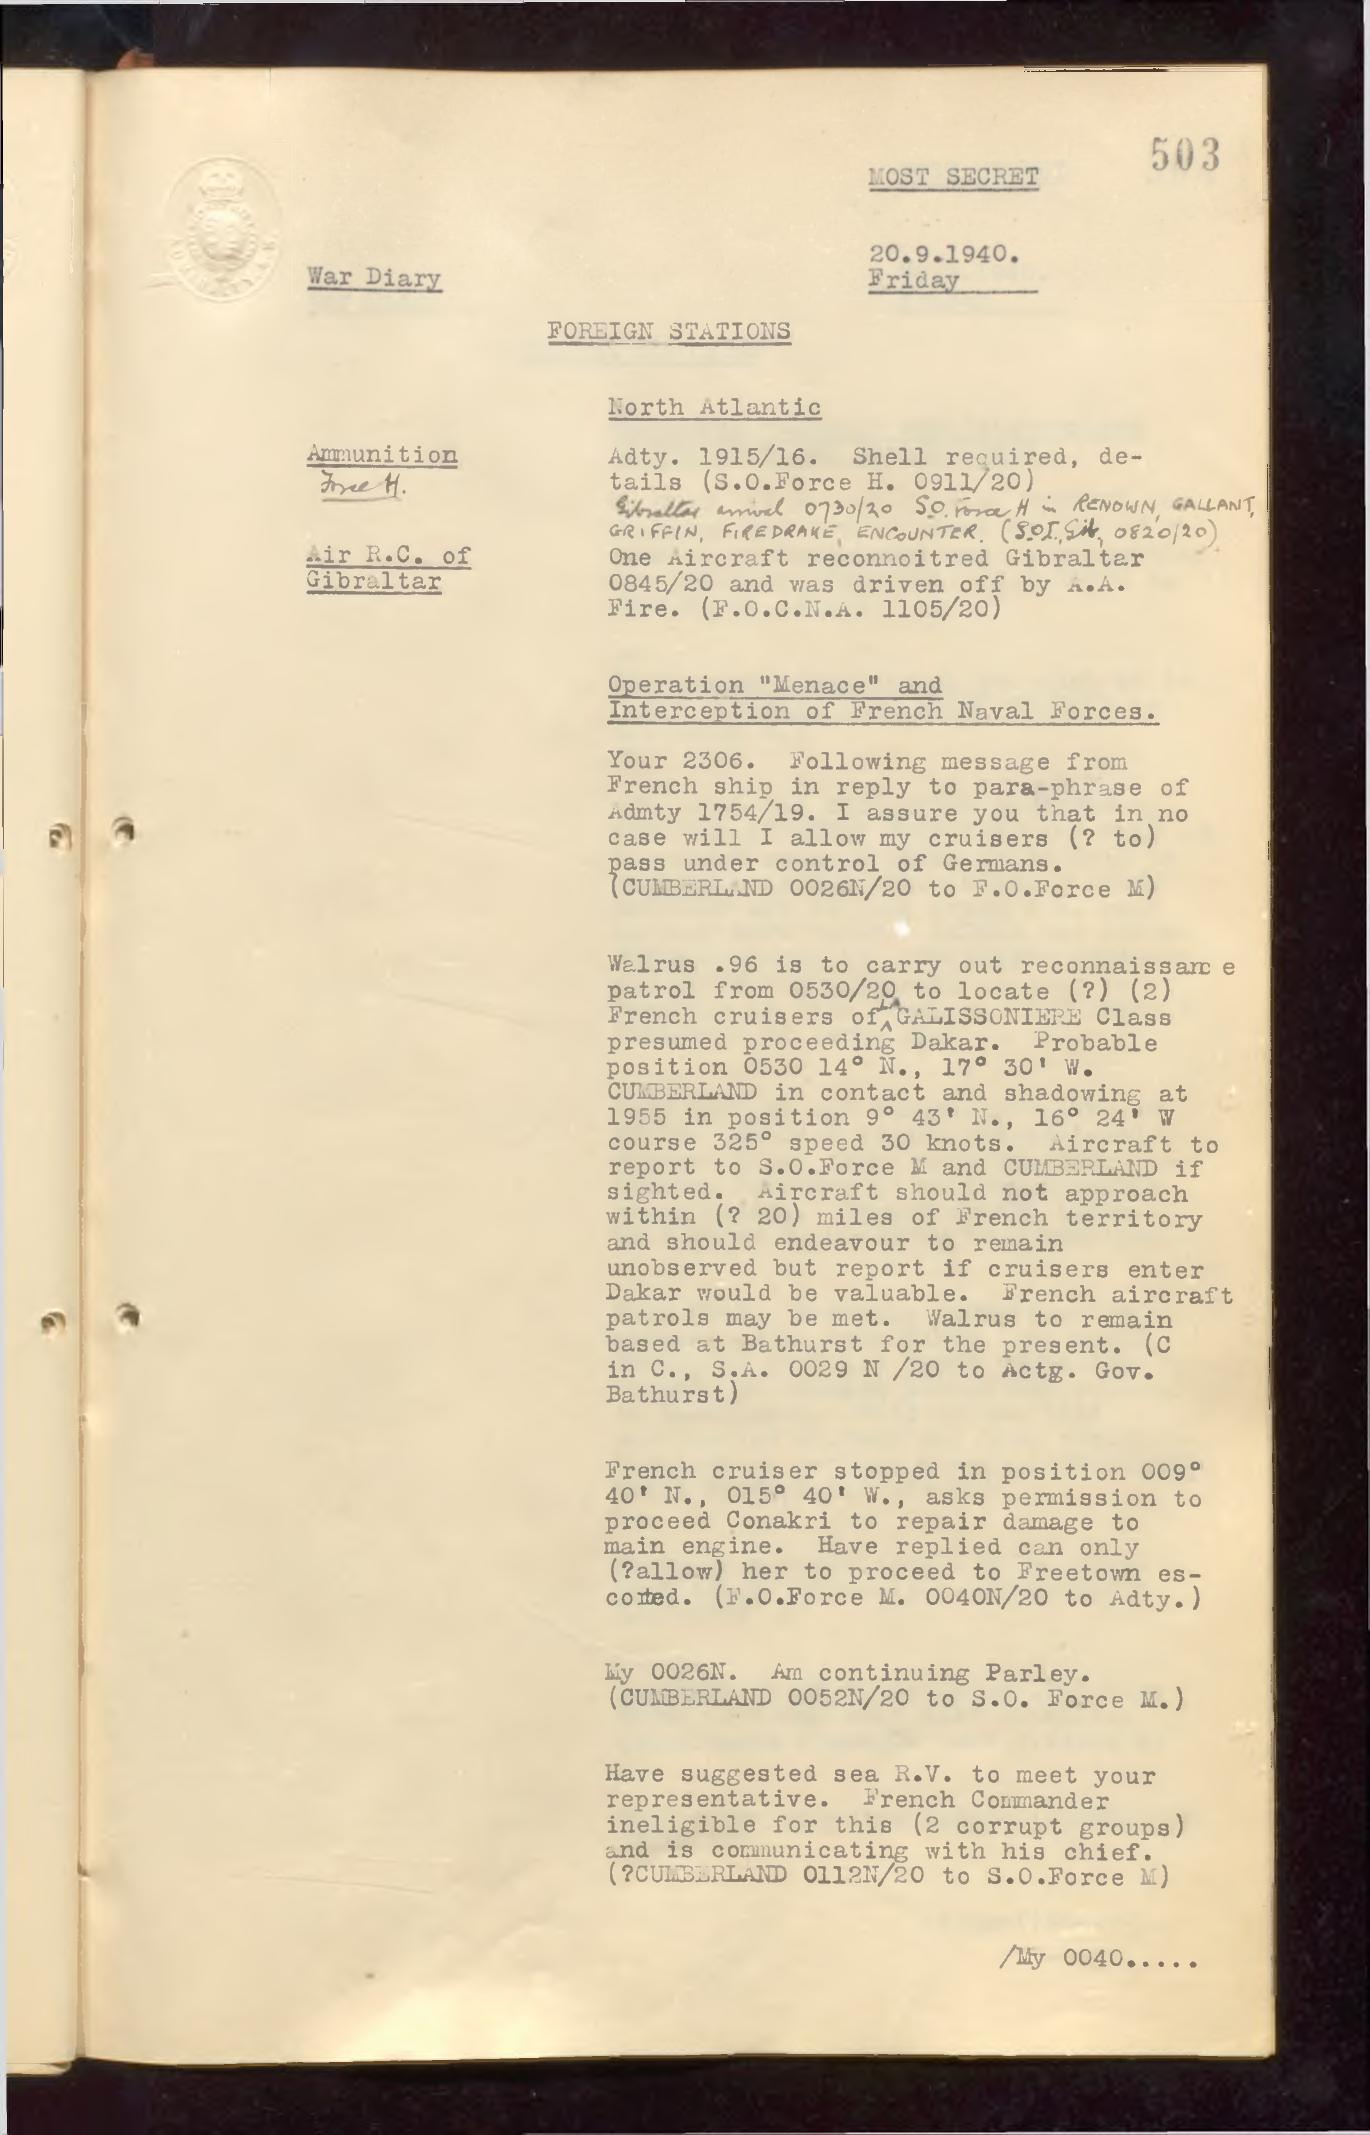 503
MOST SECRET
20.9.1940.
Friday
War Diary
FOREIGN STATIONS
North Atlantic
Ammunition
Force H.
Adty. 1915/16. Shell required, de-
tails (S.O.Force H. 0911/20)
Gibraltar arrival 0730/20 S.O. Force H in RENOWN, GALLANT,
GRIFFIN, FIREDRAKE, ENCOUNTER. (S.O.I., Gib, 0820/20)
Air R.C. of
Gibraltar
One Aircraft reconnoitred Gibraltar
0845/20 and was driven off by A.A.
Fire. (F.O.C.N.A. 1105/20)
Operation "Menace" and
Interception of French Naval Forces.
Your 2306. Following message from
French ship in reply to para-phrase of
Admty 1754/19. I assure you that in no
case will I allow my cruisers (? to)
pass under control of Germans.
(CUMBERLAND 0026N/20 to F.O.Force M)
Walrus .96 is to carry out reconnaissance
patrol from 0530/20 to locate (?) (2)
French cruisers of LA GALISSONIERE Class
presumed proceeding Dakar. Probable
position 0530 14° N., 17° 30' W.
CUMBERLAND in contact and shadowing at
1955 in position 9° 43' N., 16° 24' W
course 325° speed 30 knots. Aircraft to
report to S.O.Force M and CUMBERLAND if
sighted. Aircraft should not approach
within (? 20) miles of French territory
and should endeavour to remain
unobserved but report if cruisers enter
Dakar would be valuable. French aircraft
patrols may be met. Walrus to remain
based at Bathurst for the present. (C
in C., S.A. 0029 N /20 to Actg. Gov.
Bathurst)
French cruiser stopped in position 009°
40' N., 015° 40' W., asks permission to
proceed Conakri to repair damage to
main engine. Have replied can only
(?allow) her to proceed to Freetown es-
corted. (F.O.Force M. 0040N/20 to Adty.)
My 0026N. Am continuing Parley.
(CUMBERLAND 0052N/20 to S.O. Force M.)
Have suggested sea R.V. to meet your
representative. French Commander
ineligible for this (2 corrupt groups)
and is communicating with his chief.
(?CUMBERLAND 0112N/20 to S.O.Force M)
/My 0040.....